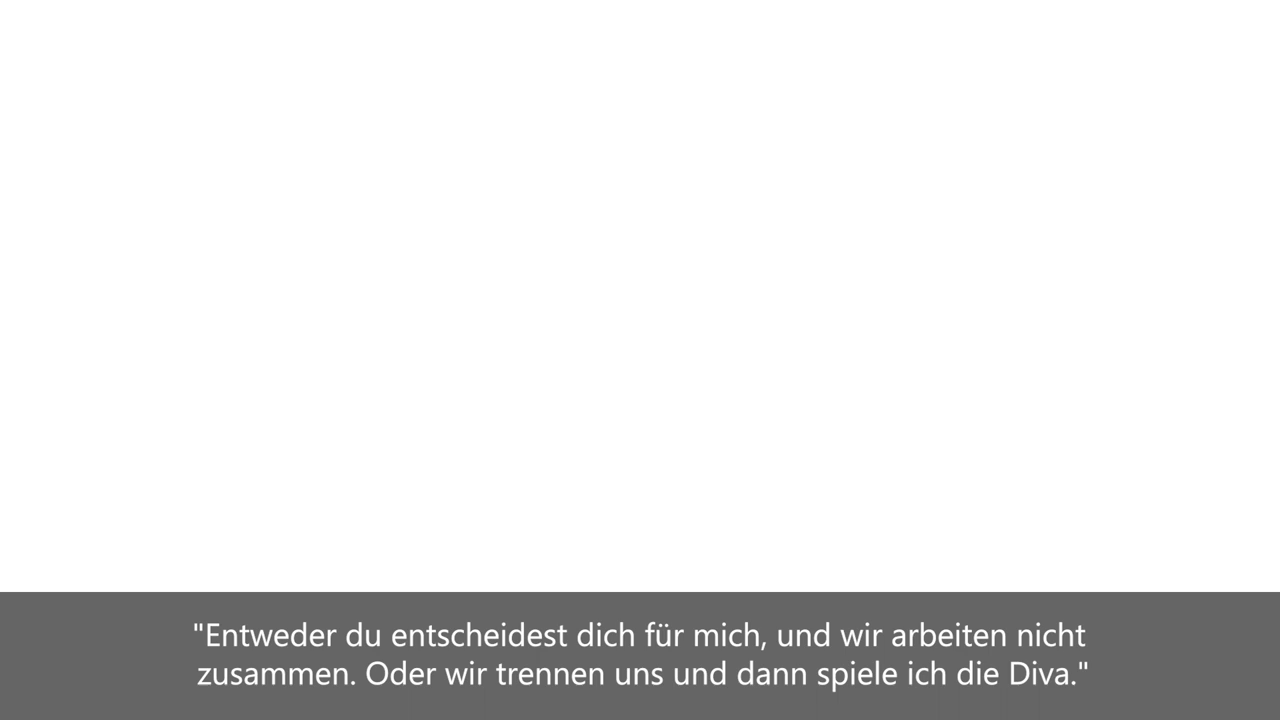 "Entweder du entscheidest dich für mich, und wir arbeiten nicht
zusammen. Oder wir trennen uns und dann spiele ich die Diva."